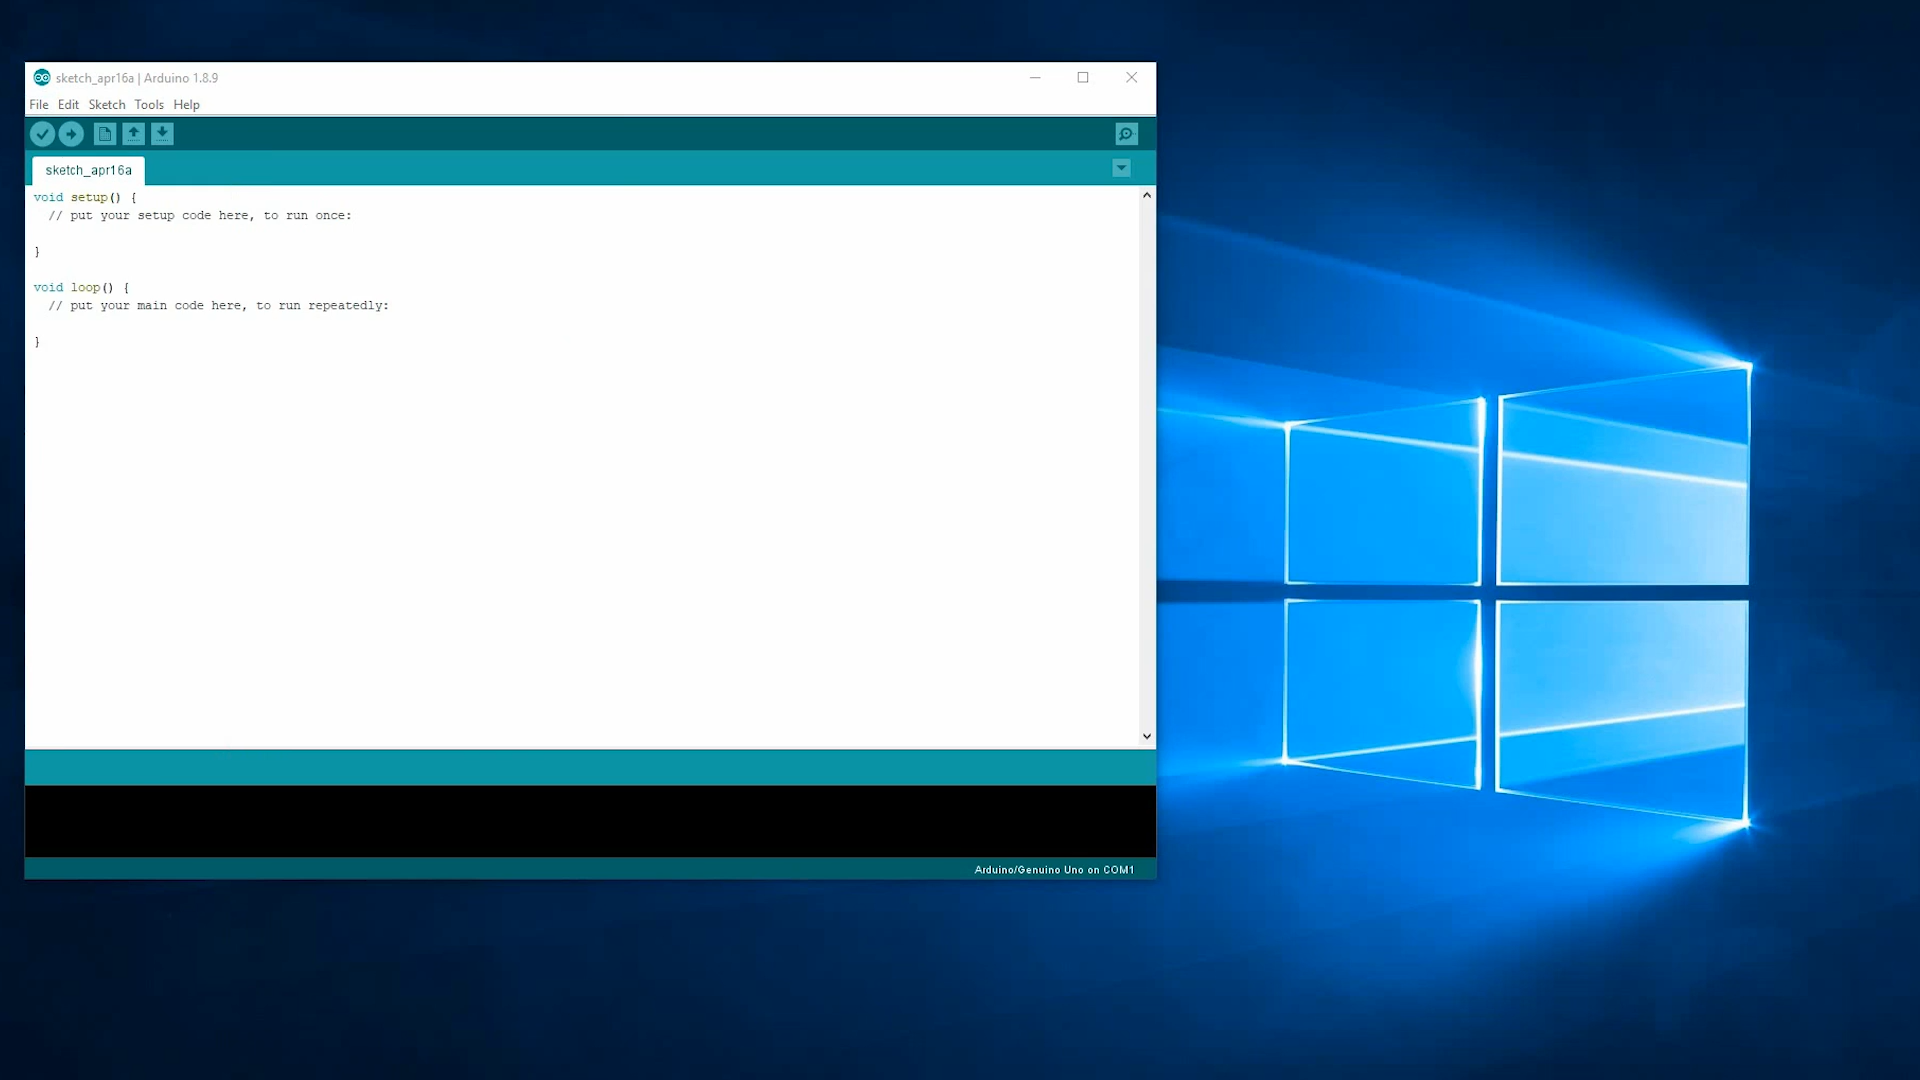 sketch_apr16a | Arduino 1.8.9
File Edit Sketch Tools Help
sketch_apr16a
void setup() {
  // put your setup code here, to run once:
}
void loop() {
  // put your main code here, to run repeatedly:
}
Arduino/Genuino Uno on COM1